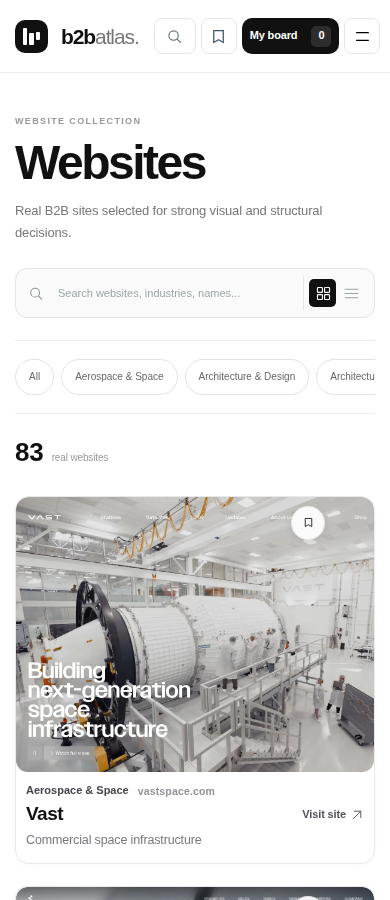 b2batlas.
My board 0
WEBSITE COLLECTION
Websites
Real B2B sites selected for strong visual and structural
decisions.
Search websites, industries, names...
All
Aerospace & Space
Architecture & Design
Architectu
83 real websites
VAST
Building
next-generation
space
infrastructure
Aerospace & Space vastspace.com
Vast
Visit site
Commercial space infrastructure